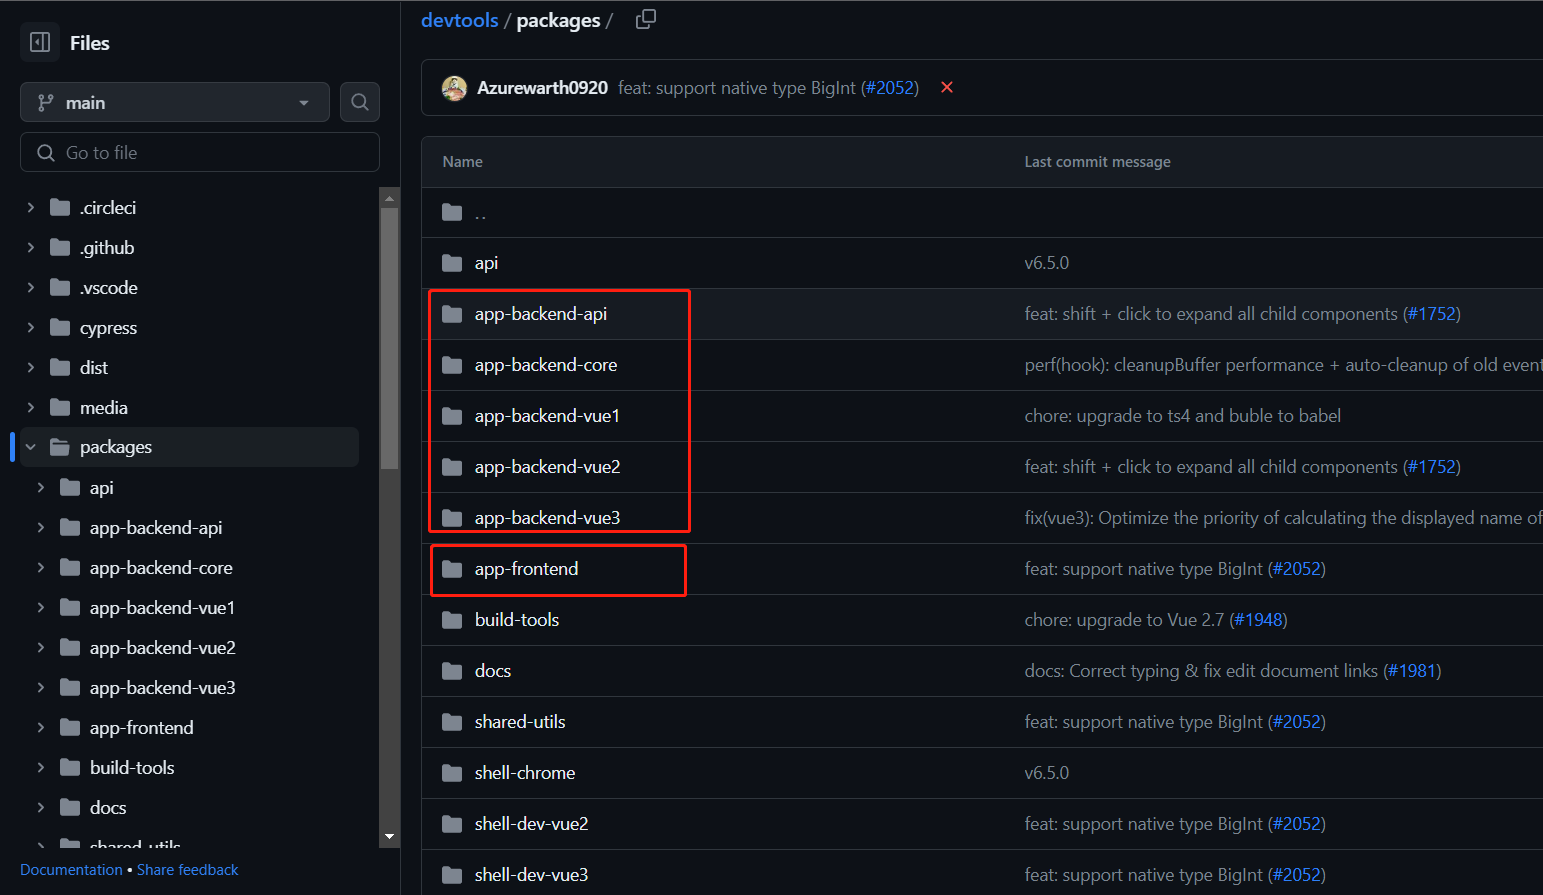 Files
main
Go to file
.circleci
.github
.vscode
cypress
dist
media
packages
api
app-backend-api
app-backend-core
app-backend-vue1
app-backend-vue2
app-backend-vue3
app-frontend
build-tools
docs
shared-utils
Documentation • Share feedback
devtools / packages /
Azurewarth0920 feat: support native type BigInt (#2052)
Name Last commit message
..
api v6.5.0
app-backend-api feat: shift + click to expand all child components (#1752)
app-backend-core perf(hook): cleanupBuffer performance + auto-cleanup of old event
app-backend-vue1 chore: upgrade to ts4 and buble to babel
app-backend-vue2 feat: shift + click to expand all child components (#1752)
app-backend-vue3 fix(vue3): Optimize the priority of calculating the displayed name of
app-frontend feat: support native type BigInt (#2052)
build-tools chore: upgrade to Vue 2.7 (#1948)
docs docs: Correct typing & fix edit document links (#1981)
shared-utils feat: support native type BigInt (#2052)
shell-chrome v6.5.0
shell-dev-vue2 feat: support native type BigInt (#2052)
shell-dev-vue3 feat: support native type BigInt (#2052)